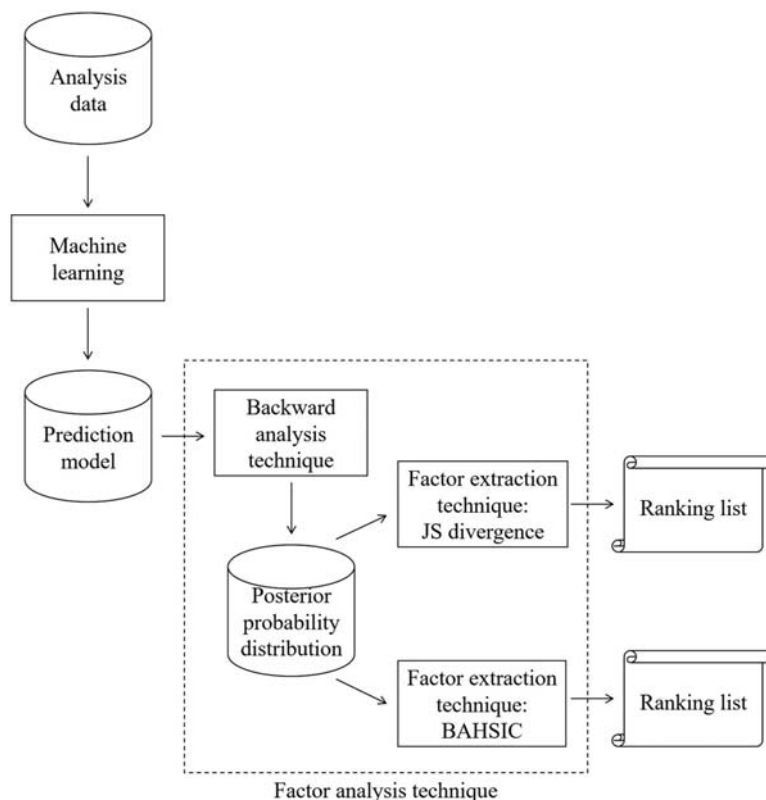 Analysis
data
Machine
learning
Prediction
model
Backward
analysis
technique
Posterior
probability
distribution
Factor extraction
technique:
JS divergence
Ranking list
Factor extraction
technique:
BAHSIC
Ranking list
Factor analysis technique